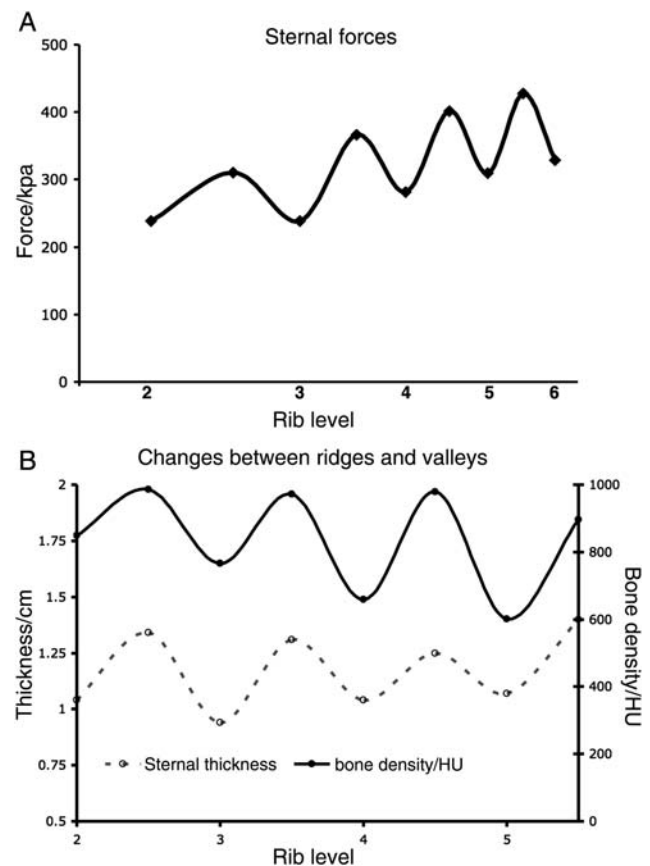 A
Sternal forces
500
400
300
200
100
0
Force/kpa
2 3 4 5 6
Rib level
B
Changes between ridges and valleys
2
1.75
1.5
1.25
1
0.75
0.5
Thickness/cm
1000
800
600
400
200
0
Bone density/HU
Sternal thickness bone density/HU
2 3 4 5
Rib level